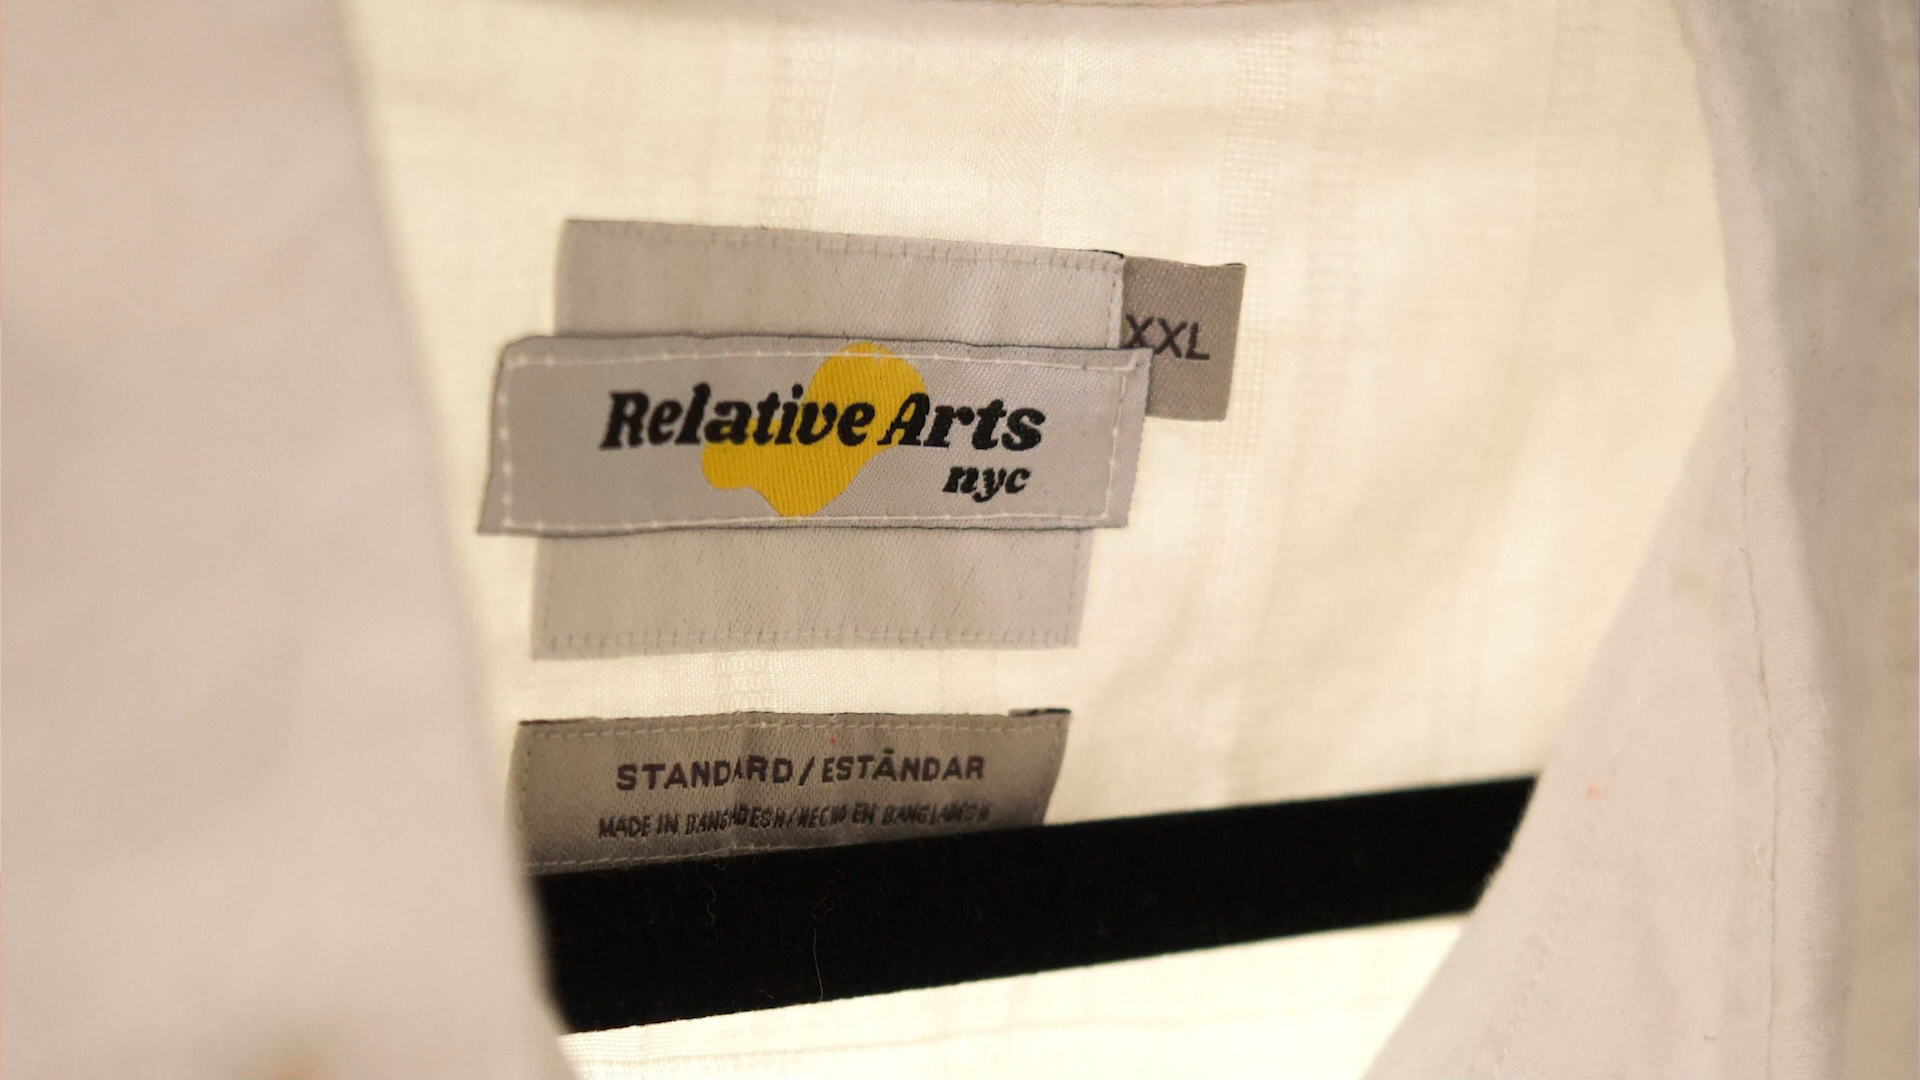 XXL
Relative Arts
nyc
STANDARD / ESTÁNDAR
MADE IN BANGLADESH / HECHO EN BANGLADESH